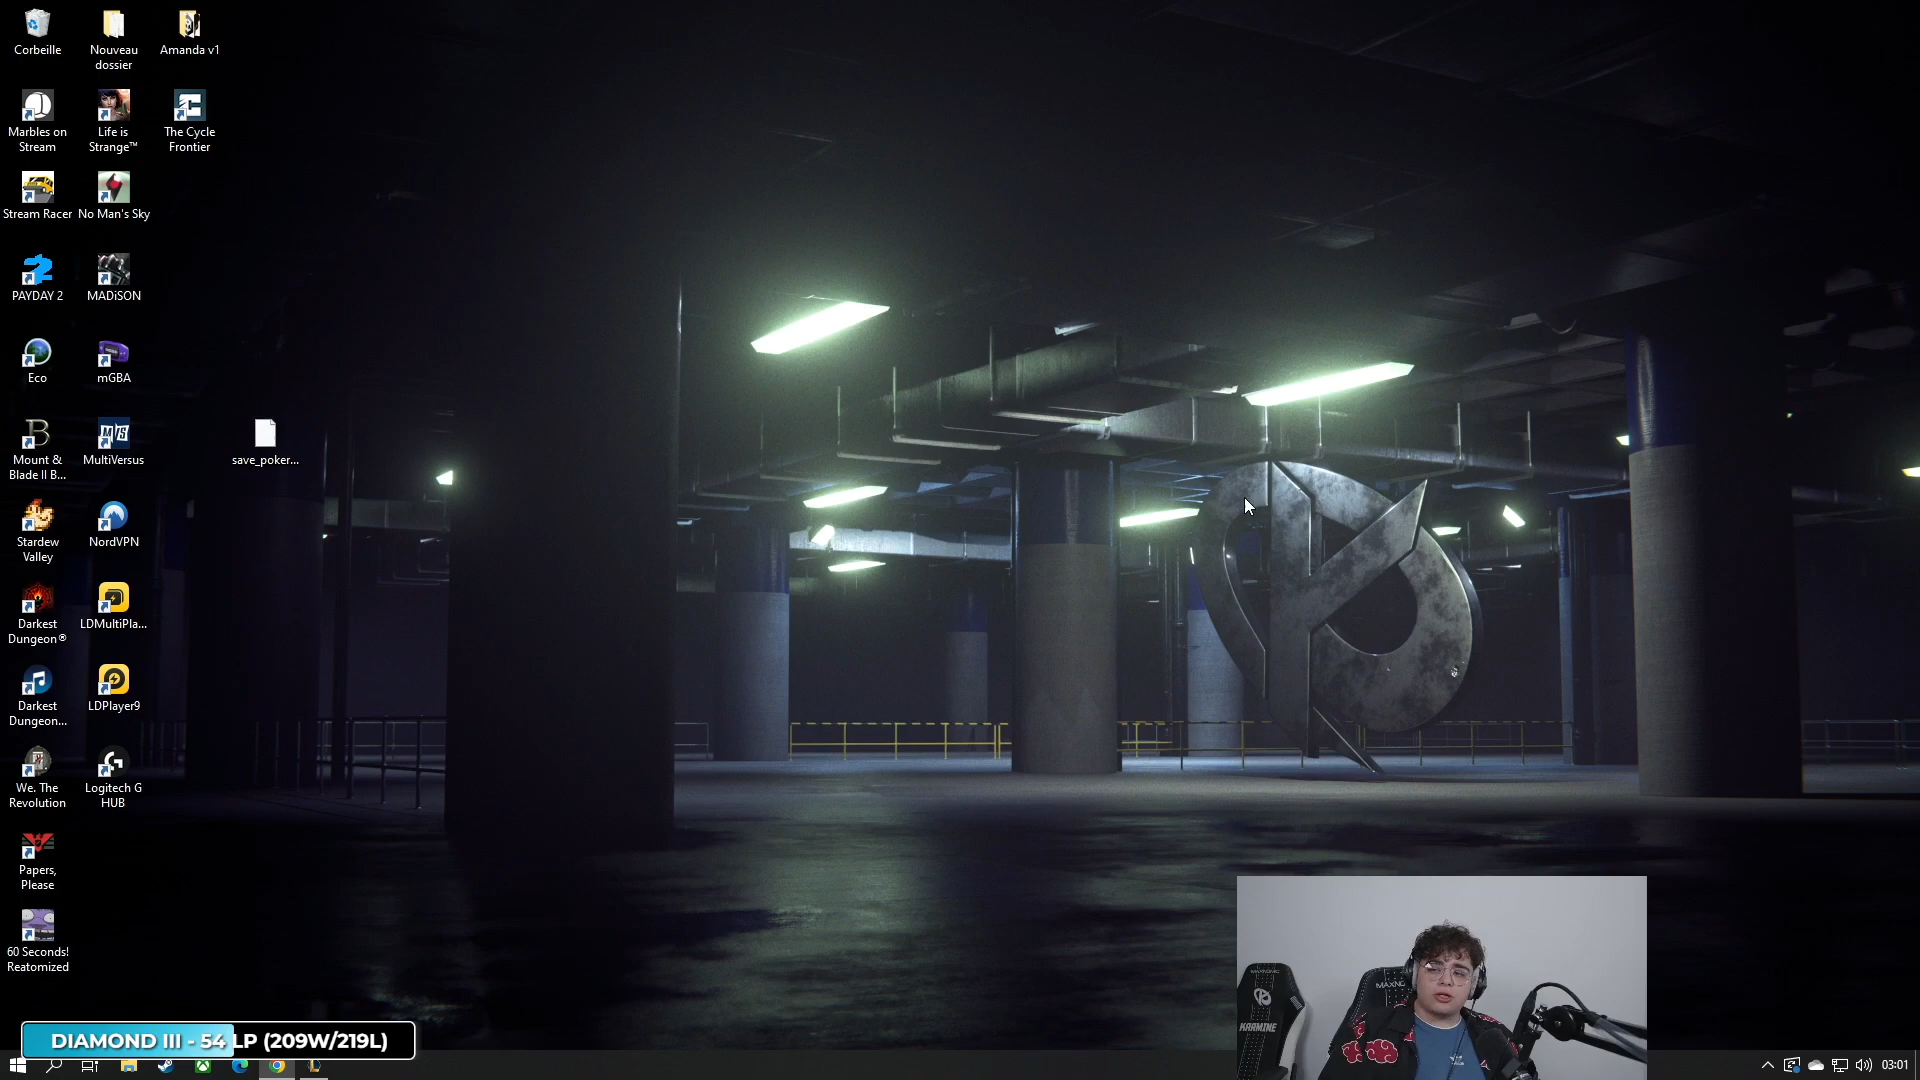 Corbeille
Nouveau
dossier
Amanda v1
Marbles on
Stream
Life is
Strange™
The Cycle
Frontier
Stream Racer
No Man's Sky
PAYDAY 2
MADiSON
Eco
mGBA
Mount &
Blade II B...
MultiVersus
save_poker...
Stardew
Valley
NordVPN
Darkest
Dungeon®
LDMultiPla...
Darkest
Dungeon...
LDPlayer9
We. The
Revolution
Logitech G
HUB
Papers,
Please
60 Seconds!
Reatomized
MAXNOMIC
KARMINE
DIAMOND III - 54 LP (209W/219L)
03:01